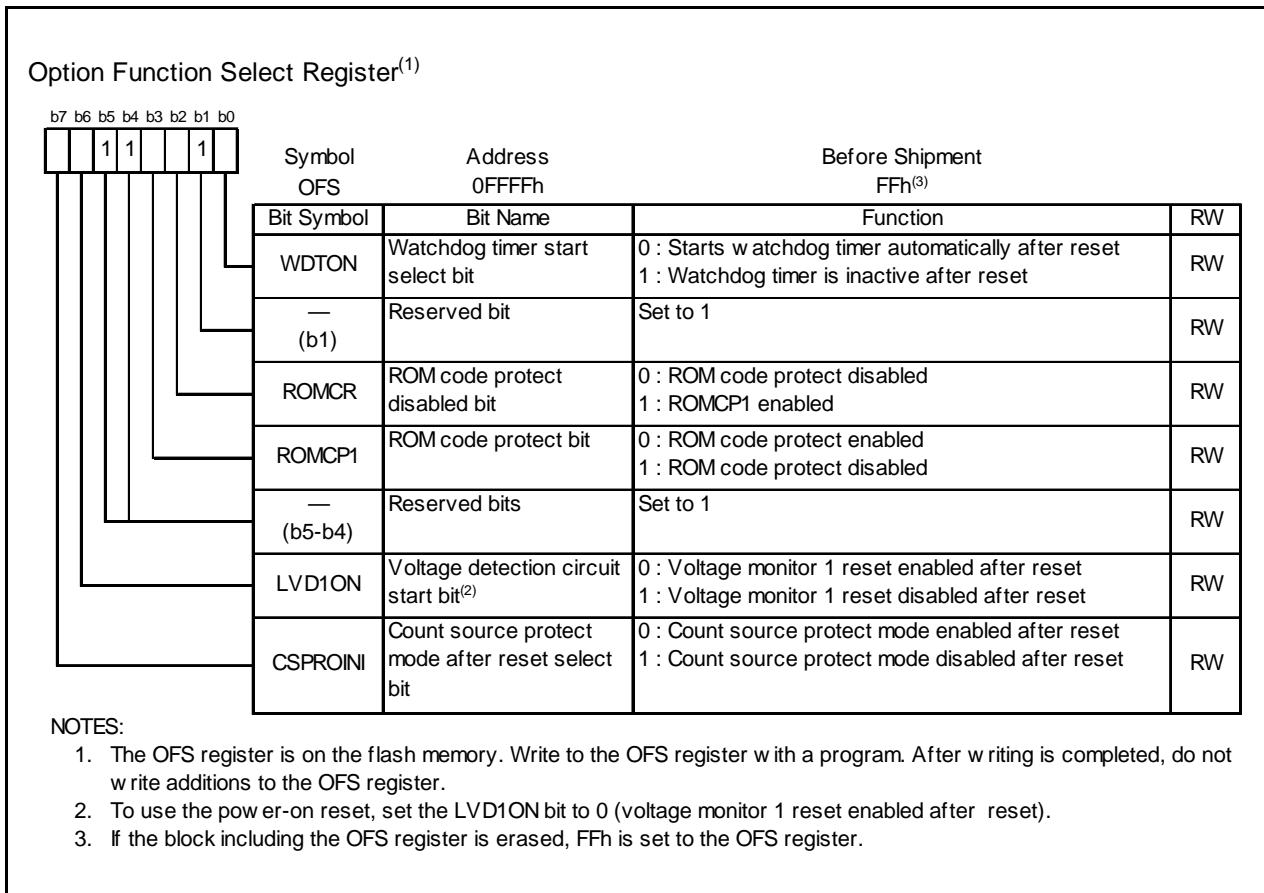 Option Function Select Register(1)
b7 b6 b5 b4 b3 b2 b1 b0
1 1 1
Symbol Address Before Shipment
OFS 0FFFFh FFh(3)
Bit Symbol Bit Name Function RW
WDTON Watchdog timer start select bit 0 : Starts watchdog timer automatically after reset
1 : Watchdog timer is inactive after reset RW
— (b1) Reserved bit Set to 1 RW
ROMCR ROM code protect disabled bit 0 : ROM code protect disabled
1 : ROMCP1 enabled RW
ROMCP1 ROM code protect bit 0 : ROM code protect enabled
1 : ROM code protect disabled RW
— (b5-b4) Reserved bits Set to 1 RW
LVD1ON Voltage detection circuit start bit(2) 0 : Voltage monitor 1 reset enabled after reset
1 : Voltage monitor 1 reset disabled after reset RW
CSPROINI Count source protect mode after reset select bit 0 : Count source protect mode enabled after reset
1 : Count source protect mode disabled after reset RW
NOTES:
1. The OFS register is on the flash memory. Write to the OFS register with a program. After writing is completed, do not
write additions to the OFS register.
2. To use the power-on reset, set the LVD1ON bit to 0 (voltage monitor 1 reset enabled after reset).
3. If the block including the OFS register is erased, FFh is set to the OFS register.